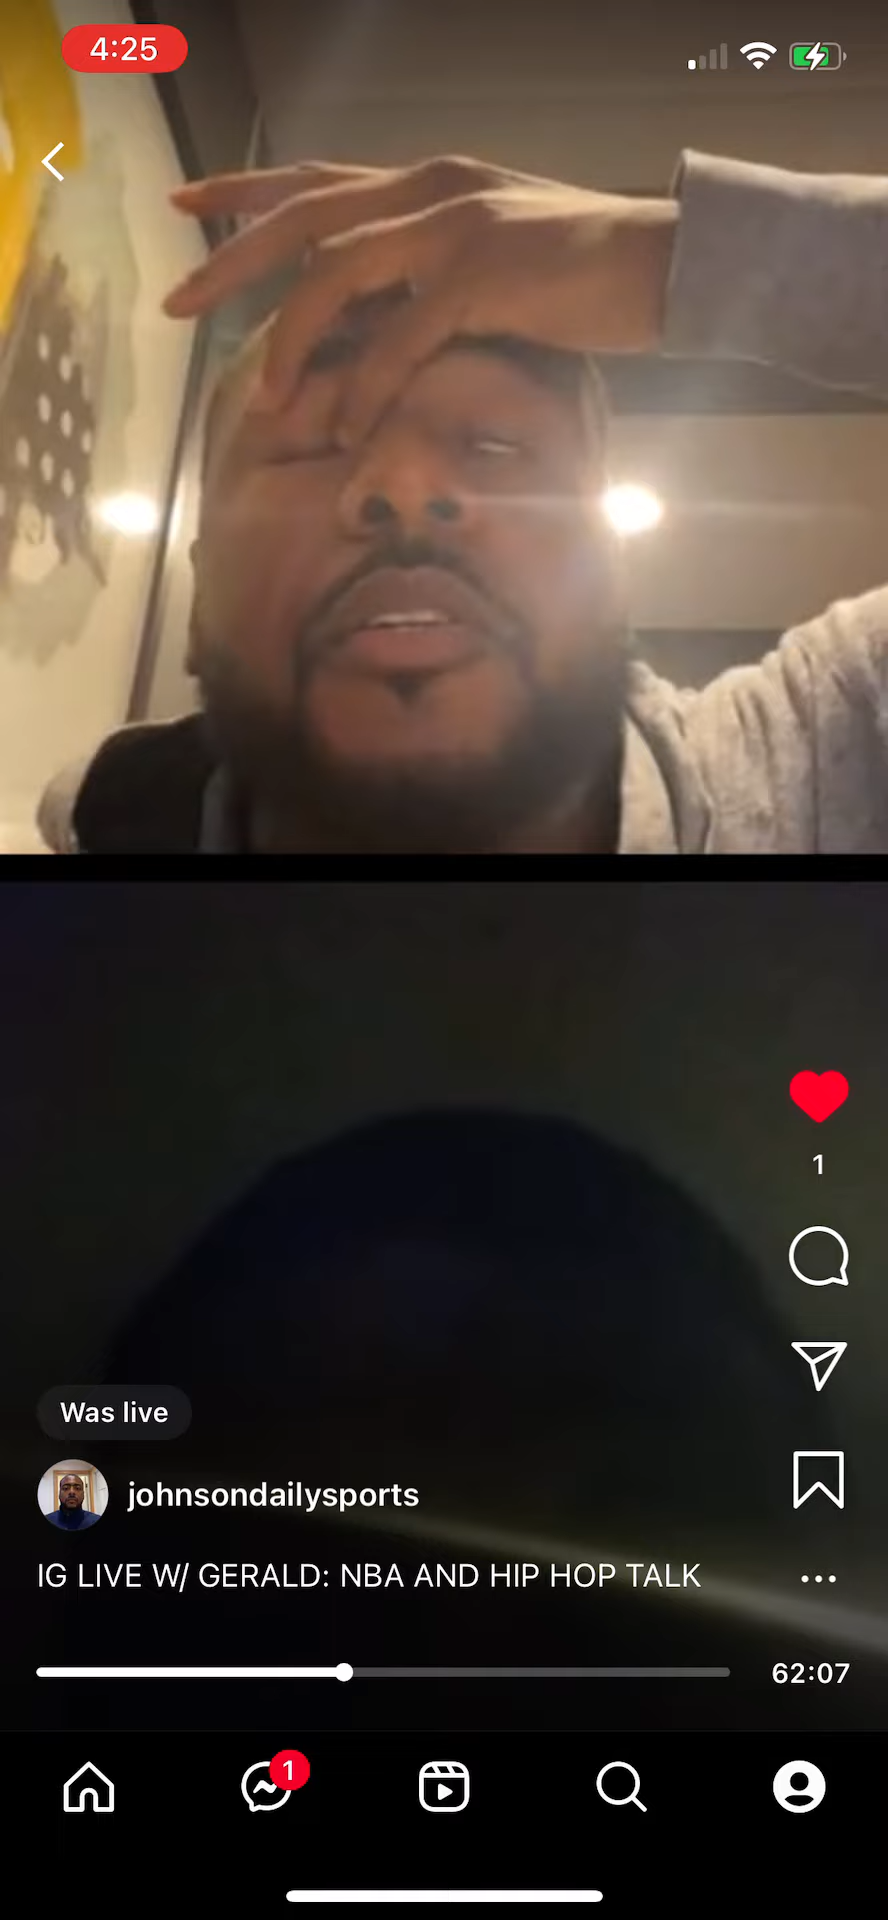 4:25
1
Was live
johnsondailysports
IG LIVE W/ GERALD: NBA AND HIP HOP TALK
62:07
1